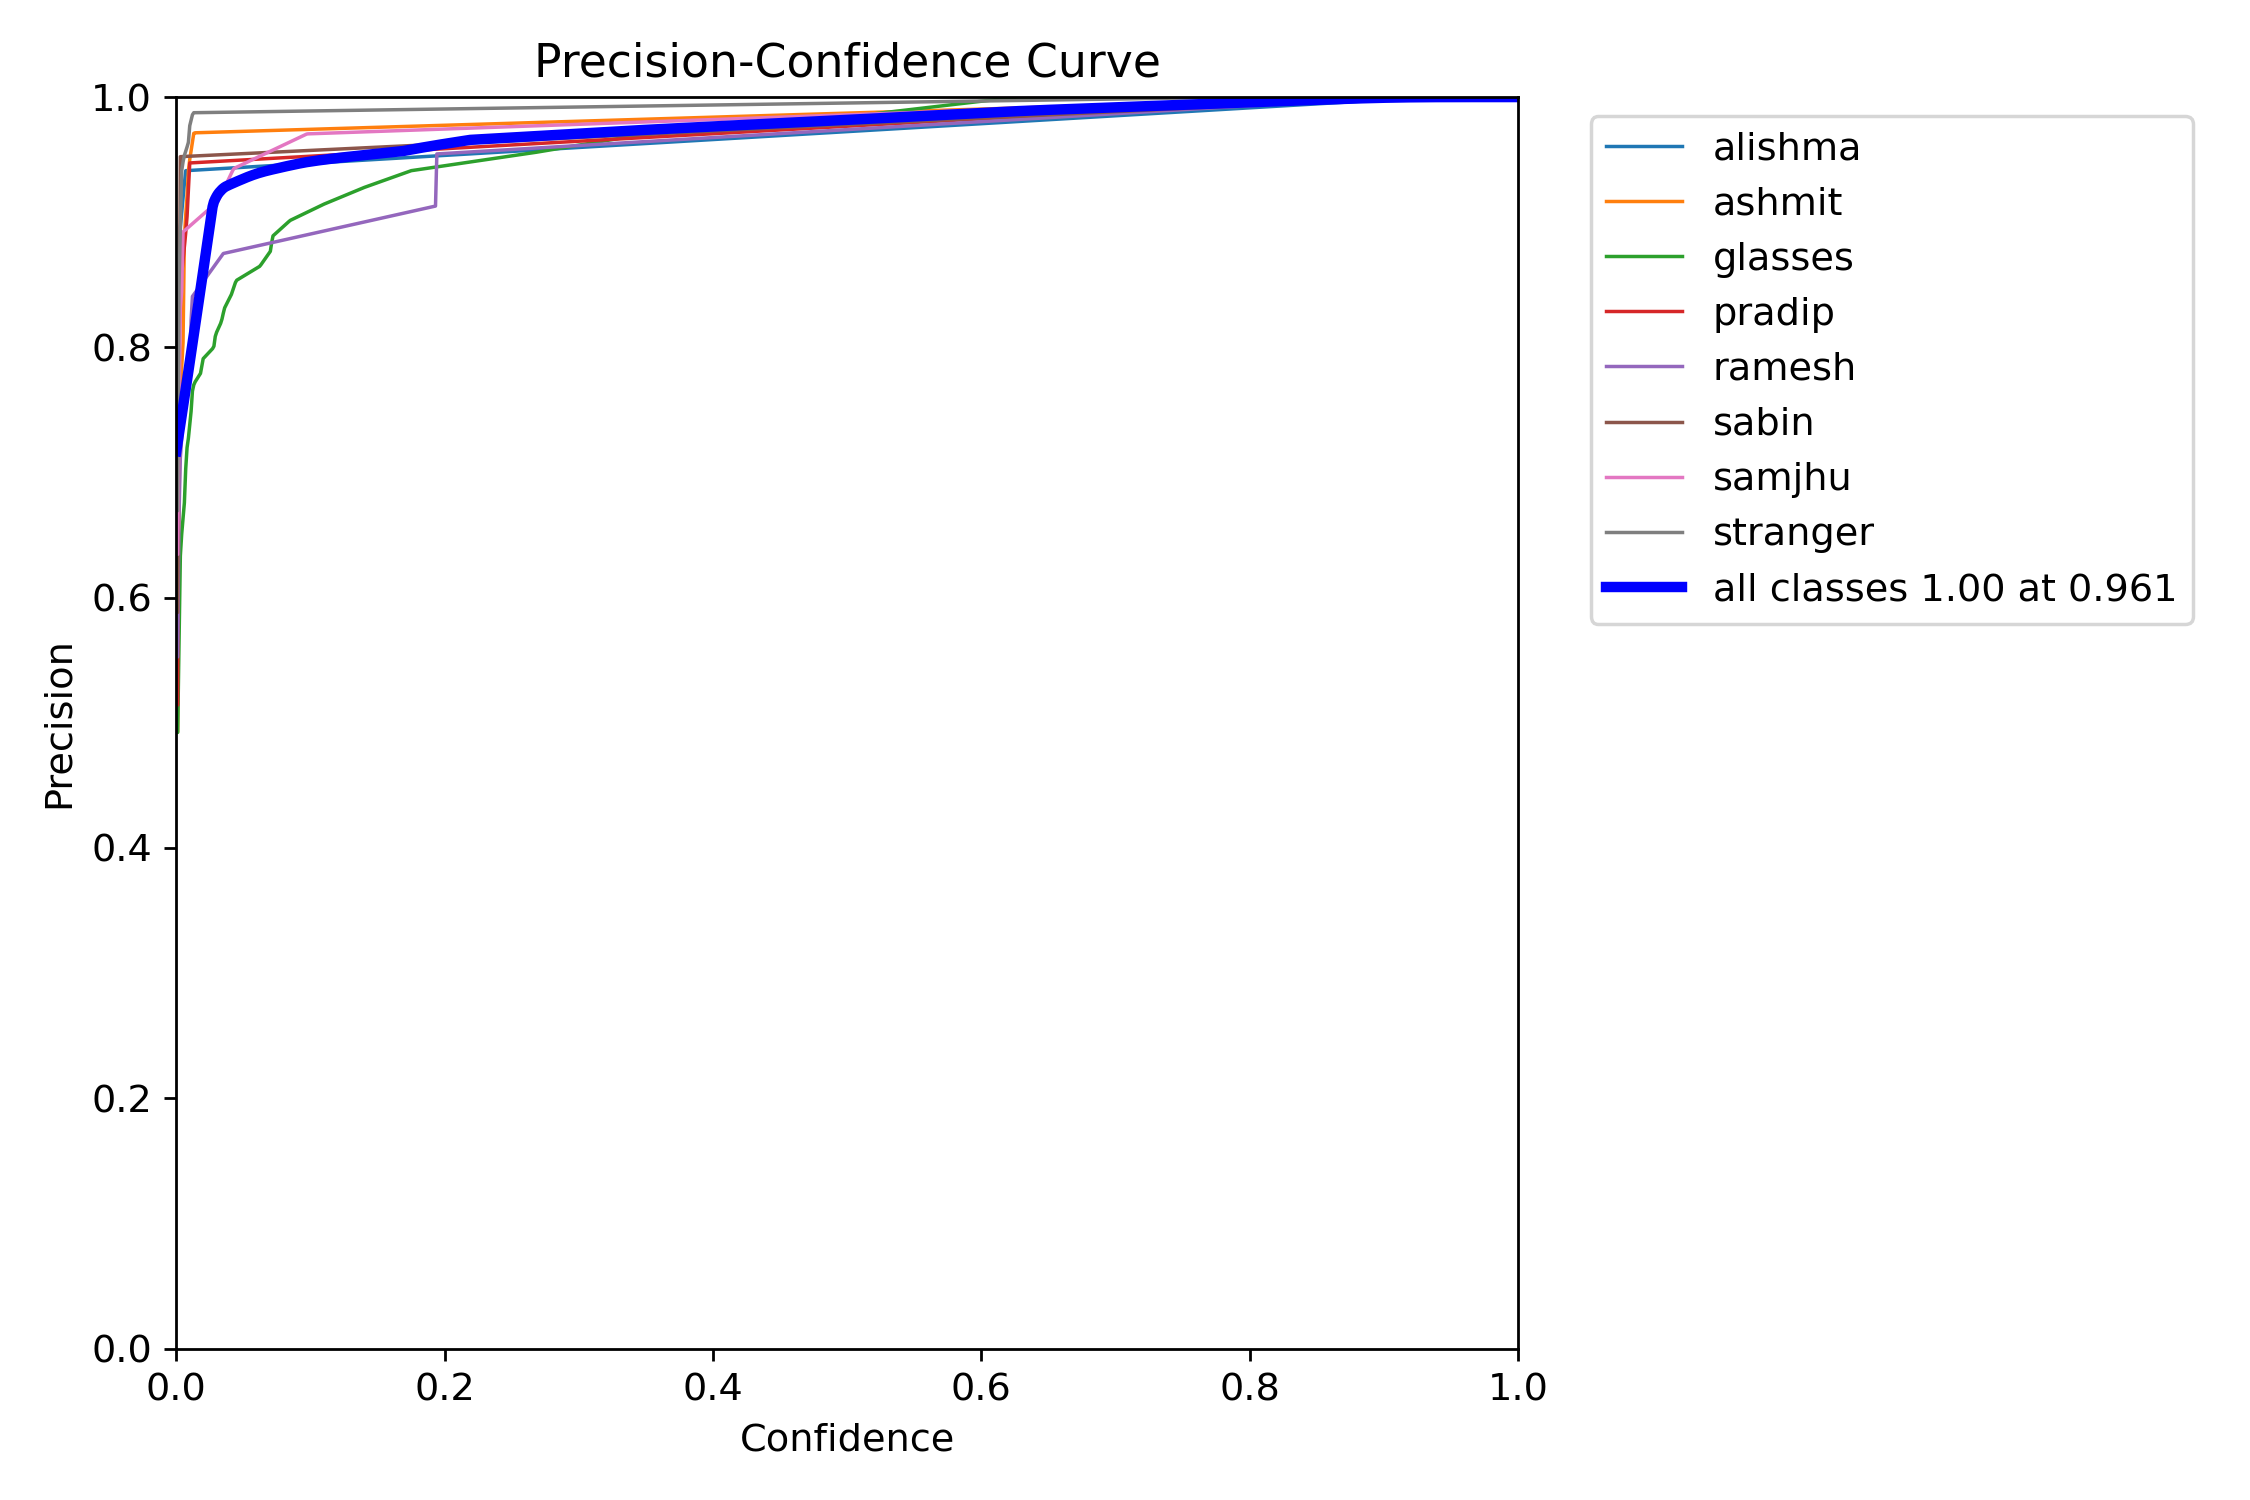 Precision-Confidence Curve
1.0
0.8
0.6
0.4
0.2
0.0
Precision
0.0 0.2 0.4 0.6 0.8 1.0
Confidence
alishma
ashmit
glasses
pradip
ramesh
sabin
samjhu
stranger
all classes 1.00 at 0.961